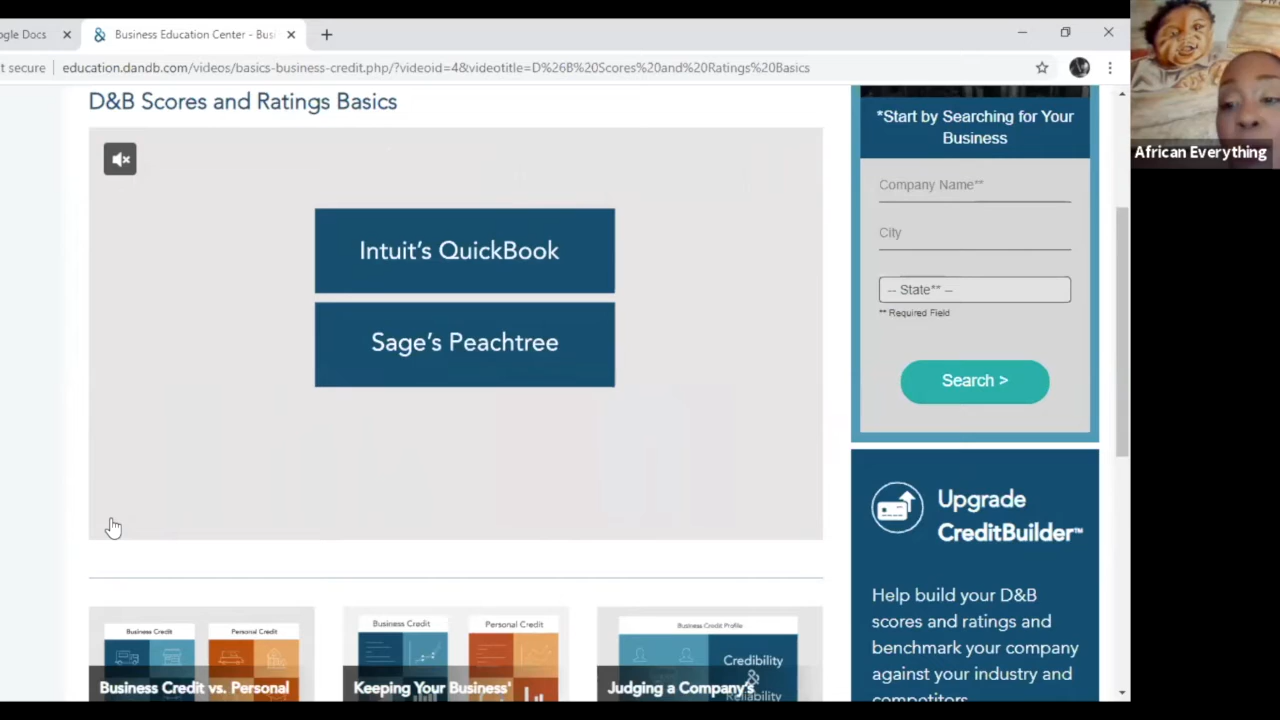 gle Docs
Business Education Center - Busi
t secure
education.dandb.com/videos/basics-business-credit.php/?videoid=4&videotitle=D%26B%20Scores%20and%20Ratings%20Basics
African Everything
D&B Scores and Ratings Basics
Intuit's QuickBook
Sage's Peachtree
*Start by Searching for Your
Business
Company Name**
City
-- State** --
** Required Field
Search >
Upgrade
CreditBuilder™
Help build your D&B
scores and ratings and
benchmark your company
against your industry and
competitors
Business Credit
Personal Credit
Business Credit vs. Personal
Business Credit
Personal Credit
Keeping Your Business'
Business Credit Profile
Credibility
&
Reliability
Judging a Company's